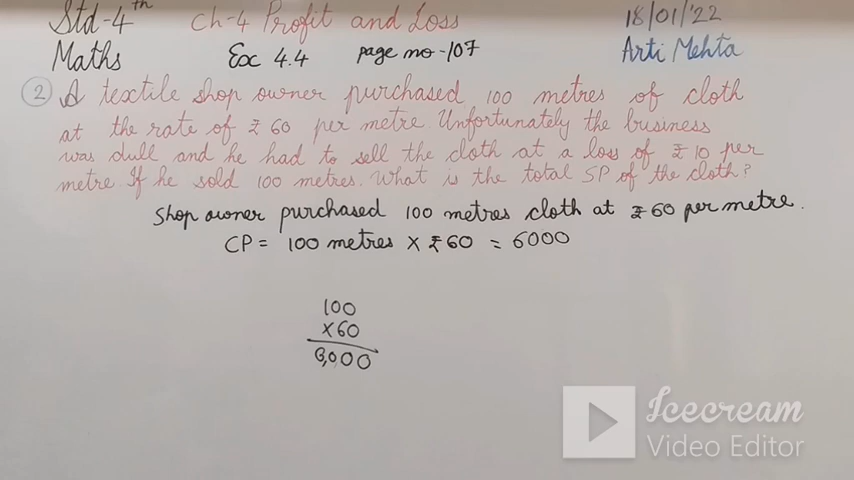 Std-4th Ch-4 Profit and Loss 18/01/'22
Maths Ex 4.4 page no-107 Arti Mehta
2 A textile shop owner purchased 100 metres of cloth
at the rate of ₹ 60 per metre. Unfortunately the business
was dull and he had to sell the cloth at a loss of ₹ 10 per
metre. If he sold 100 metres. What is the total SP of the cloth?
Shop owner purchased 100 metres cloth at ₹ 60 per metre.
CP = 100 metres × ₹ 60 = 6000
100
×60
6,000
Icecream
Video Editor